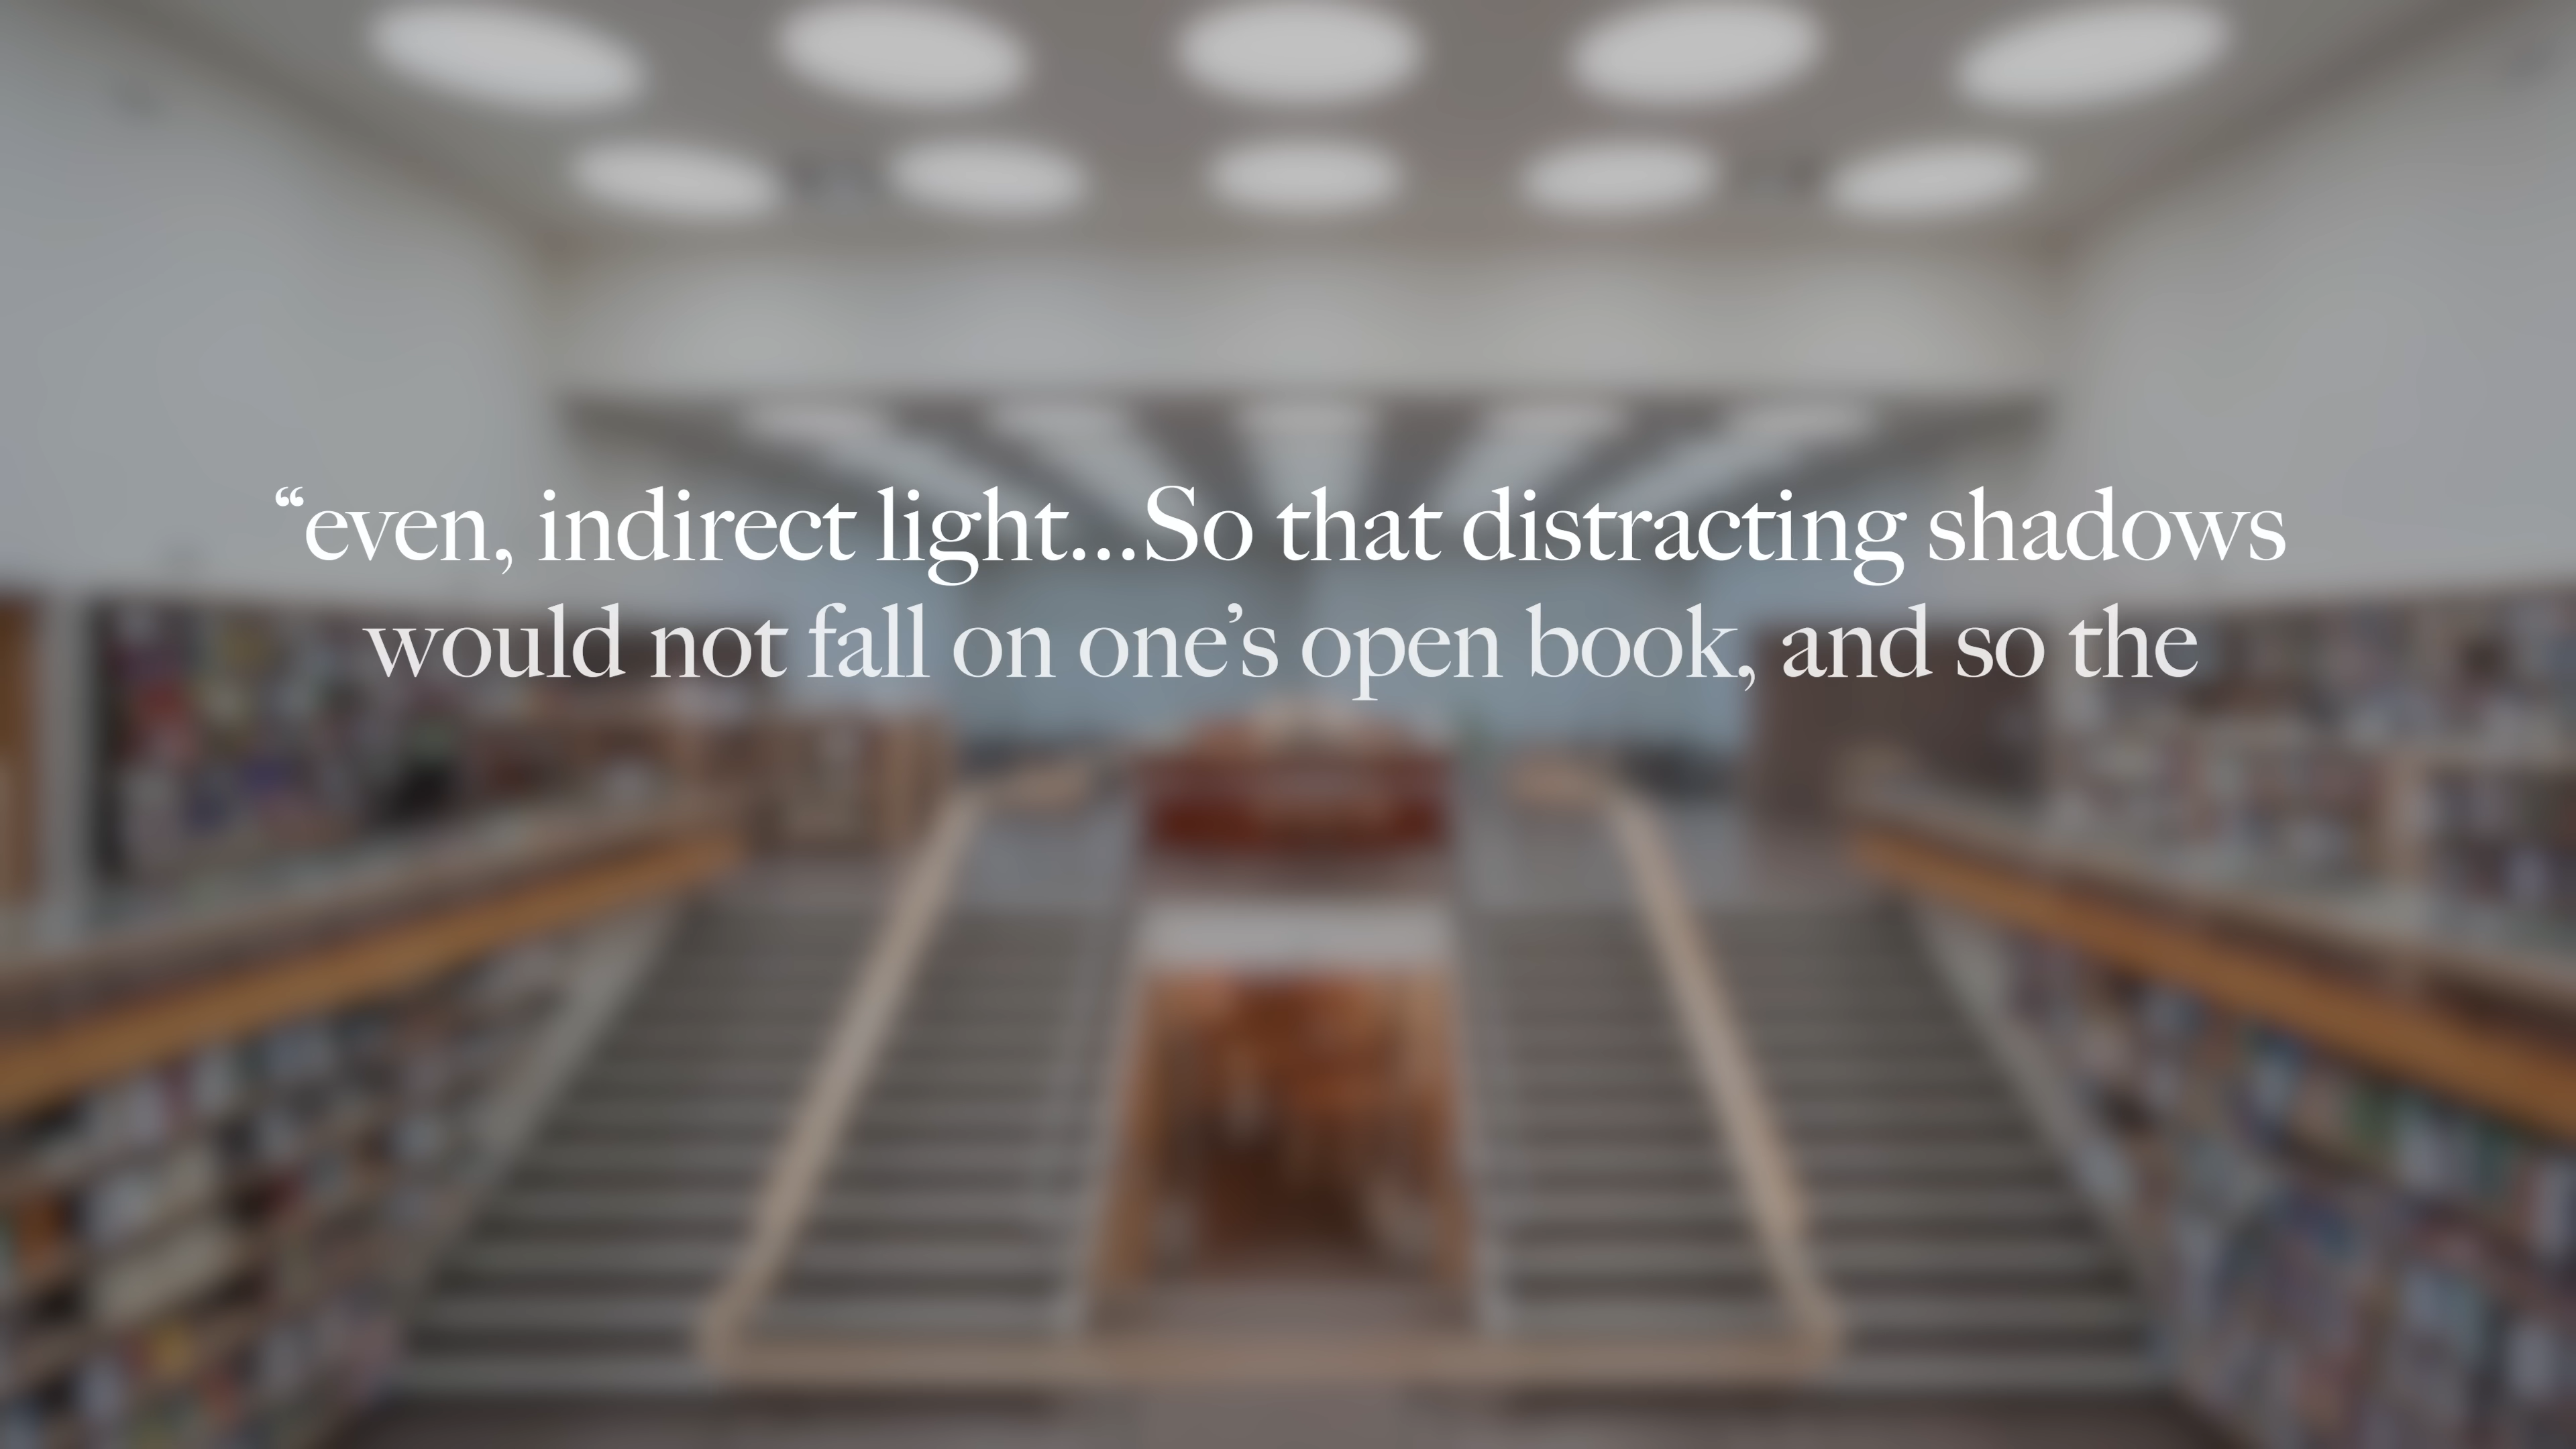 “even, indirect light...So that distracting shadows
would not fall on one’s open book, and so the